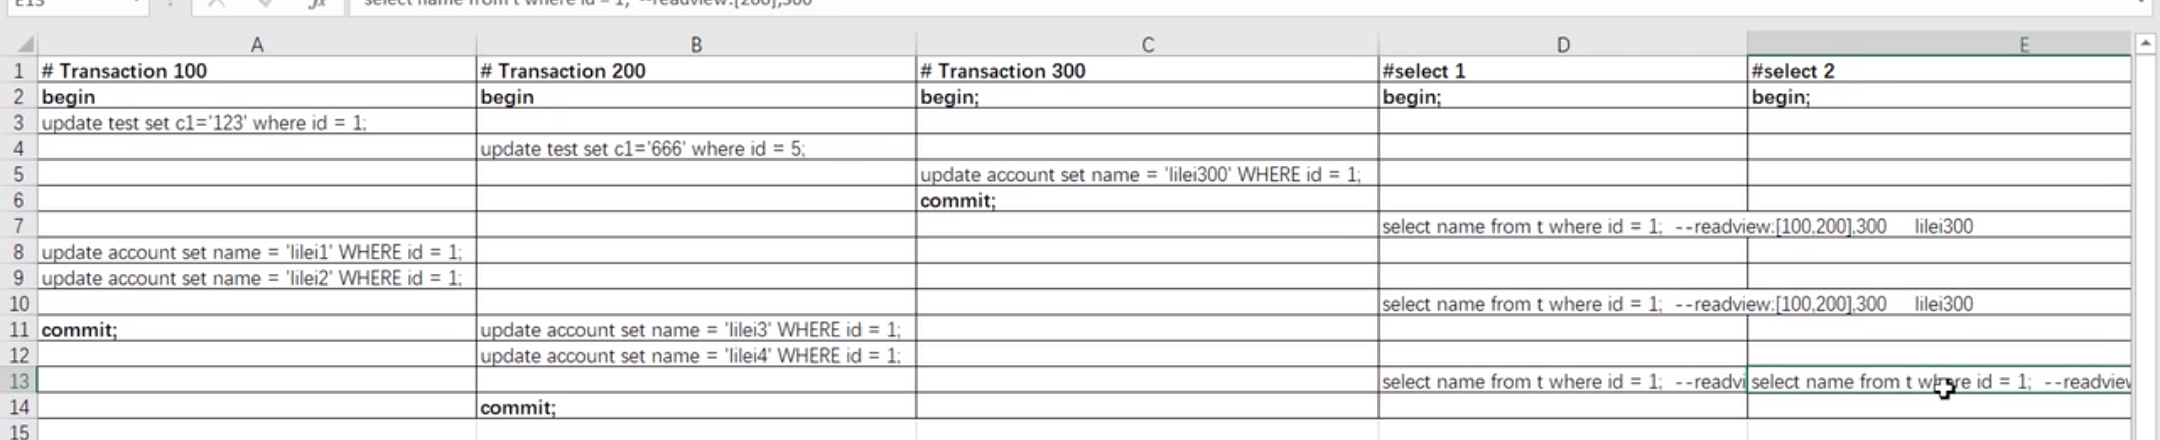 E13 fx select name from t where id = 1; --readview:[200],300
A B C D E
1 # Transaction 100 # Transaction 200 # Transaction 300 #select 1 #select 2
2 begin begin begin; begin; begin;
3 update test set c1='123' where id = 1;
4 update test set c1='666' where id = 5;
5 update account set name = 'lilei300' WHERE id = 1;
6 commit;
7 select name from t where id = 1; --readview:[100,200],300 lilei300
8 update account set name = 'lilei1' WHERE id = 1;
9 update account set name = 'lilei2' WHERE id = 1;
10 select name from t where id = 1; --readview:[100,200],300 lilei300
11 commit; update account set name = 'lilei3' WHERE id = 1;
12 update account set name = 'lilei4' WHERE id = 1;
13 select name from t where id = 1; --readvi select name from t where id = 1; --readview
14 commit;
15